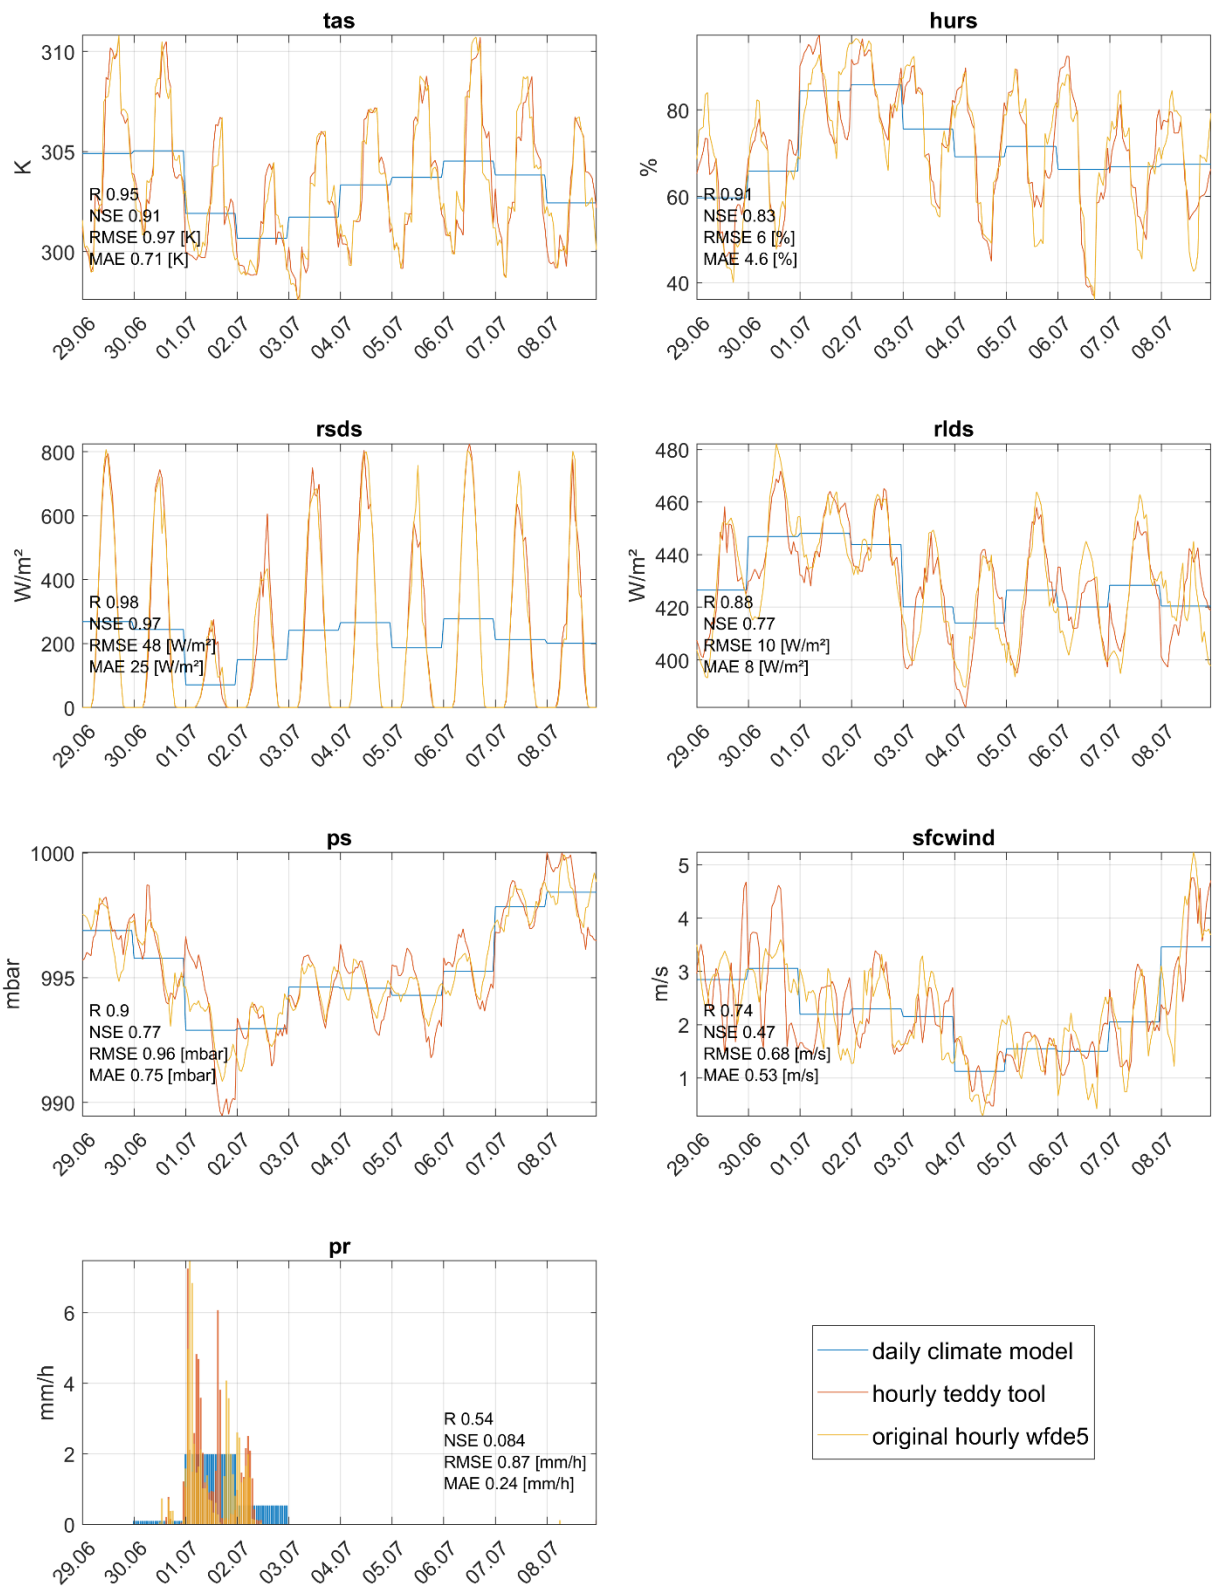 tas
310
305
300
K
R 0.95
NSE 0.91
RMSE 0.97 [K]
MAE 0.71 [K]
29.06
30.06
01.07
02.07
03.07
04.07
05.07
06.07
07.07
08.07
hurs
80
60
40
%
R 0.91
NSE 0.83
RMSE 6 [%]
MAE 4.6 [%]
29.06
30.06
01.07
02.07
03.07
04.07
05.07
06.07
07.07
08.07
rsds
800
600
400
200
0
W/m²
R 0.98
NSE 0.97
RMSE 48 [W/m²]
MAE 25 [W/m²]
29.06
30.06
01.07
02.07
03.07
04.07
05.07
06.07
07.07
08.07
rlds
480
460
440
420
400
W/m²
R 0.88
NSE 0.77
RMSE 10 [W/m²]
MAE 8 [W/m²]
29.06
30.06
01.07
02.07
03.07
04.07
05.07
06.07
07.07
08.07
ps
1000
995
990
mbar
R 0.9
NSE 0.77
RMSE 0.96 [mbar]
MAE 0.75 [mbar]
29.06
30.06
01.07
02.07
03.07
04.07
05.07
06.07
07.07
08.07
sfcwind
5
4
3
2
1
m/s
R 0.74
NSE 0.47
RMSE 0.68 [m/s]
MAE 0.53 [m/s]
29.06
30.06
01.07
02.07
03.07
04.07
05.07
06.07
07.07
08.07
pr
6
4
2
0
mm/h
R 0.54
NSE 0.084
RMSE 0.87 [mm/h]
MAE 0.24 [mm/h]
29.06
30.06
01.07
02.07
03.07
04.07
05.07
06.07
07.07
08.07
daily climate model
hourly teddy tool
original hourly wfde5